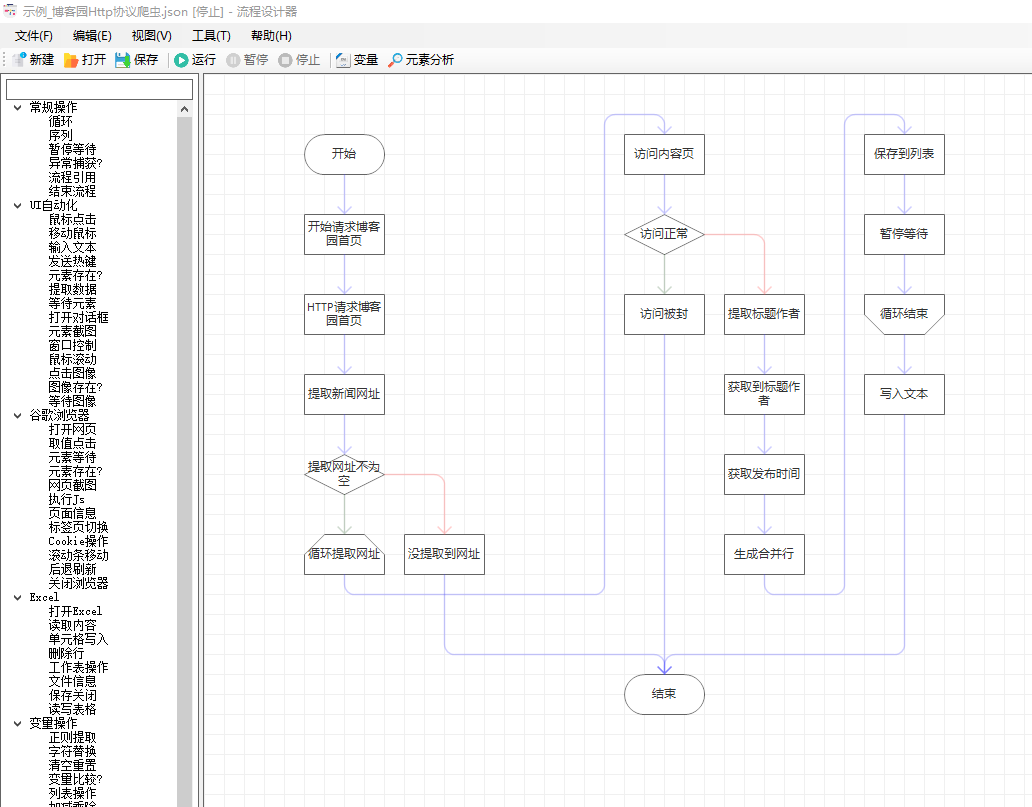 示例_博客园Http协议爬虫.json [停止] - 流程设计器
文件(F) 编辑(E) 视图(V) 工具(T) 帮助(H)
新建 打开 保存 运行 暂停 停止 变量 元素分析
常规操作
循环
序列
暂停等待
异常捕获?
流程引用
结束流程
UI自动化
鼠标点击
移动鼠标
输入文本
发送热键
元素存在?
提取数据
等待元素
打开对话框
元素截图
窗口控制
鼠标滚动
点击图像
图像存在?
等待图像
谷歌浏览器
打开网页
取值点击
元素等待
元素存在?
网页截图
执行Js
页面信息
标签页切换
Cookie操作
滚动条移动
后退刷新
关闭浏览器
Excel
打开Excel
读取内容
单元格写入
删除行
工作表操作
文件信息
保存关闭
读写表格
变量操作
正则提取
字符替换
清空重置
变量比较?
列表操作
加减乘除
开始
开始请求博客
园首页
HTTP请求博客
园首页
提取新闻网址
提取网址不为
空
循环提取网址
没提取到网址
访问内容页
访问正常
访问被封
提取标题作者
获取到标题作
者
获取发布时间
生成合并行
保存到列表
暂停等待
循环结束
写入文本
结束